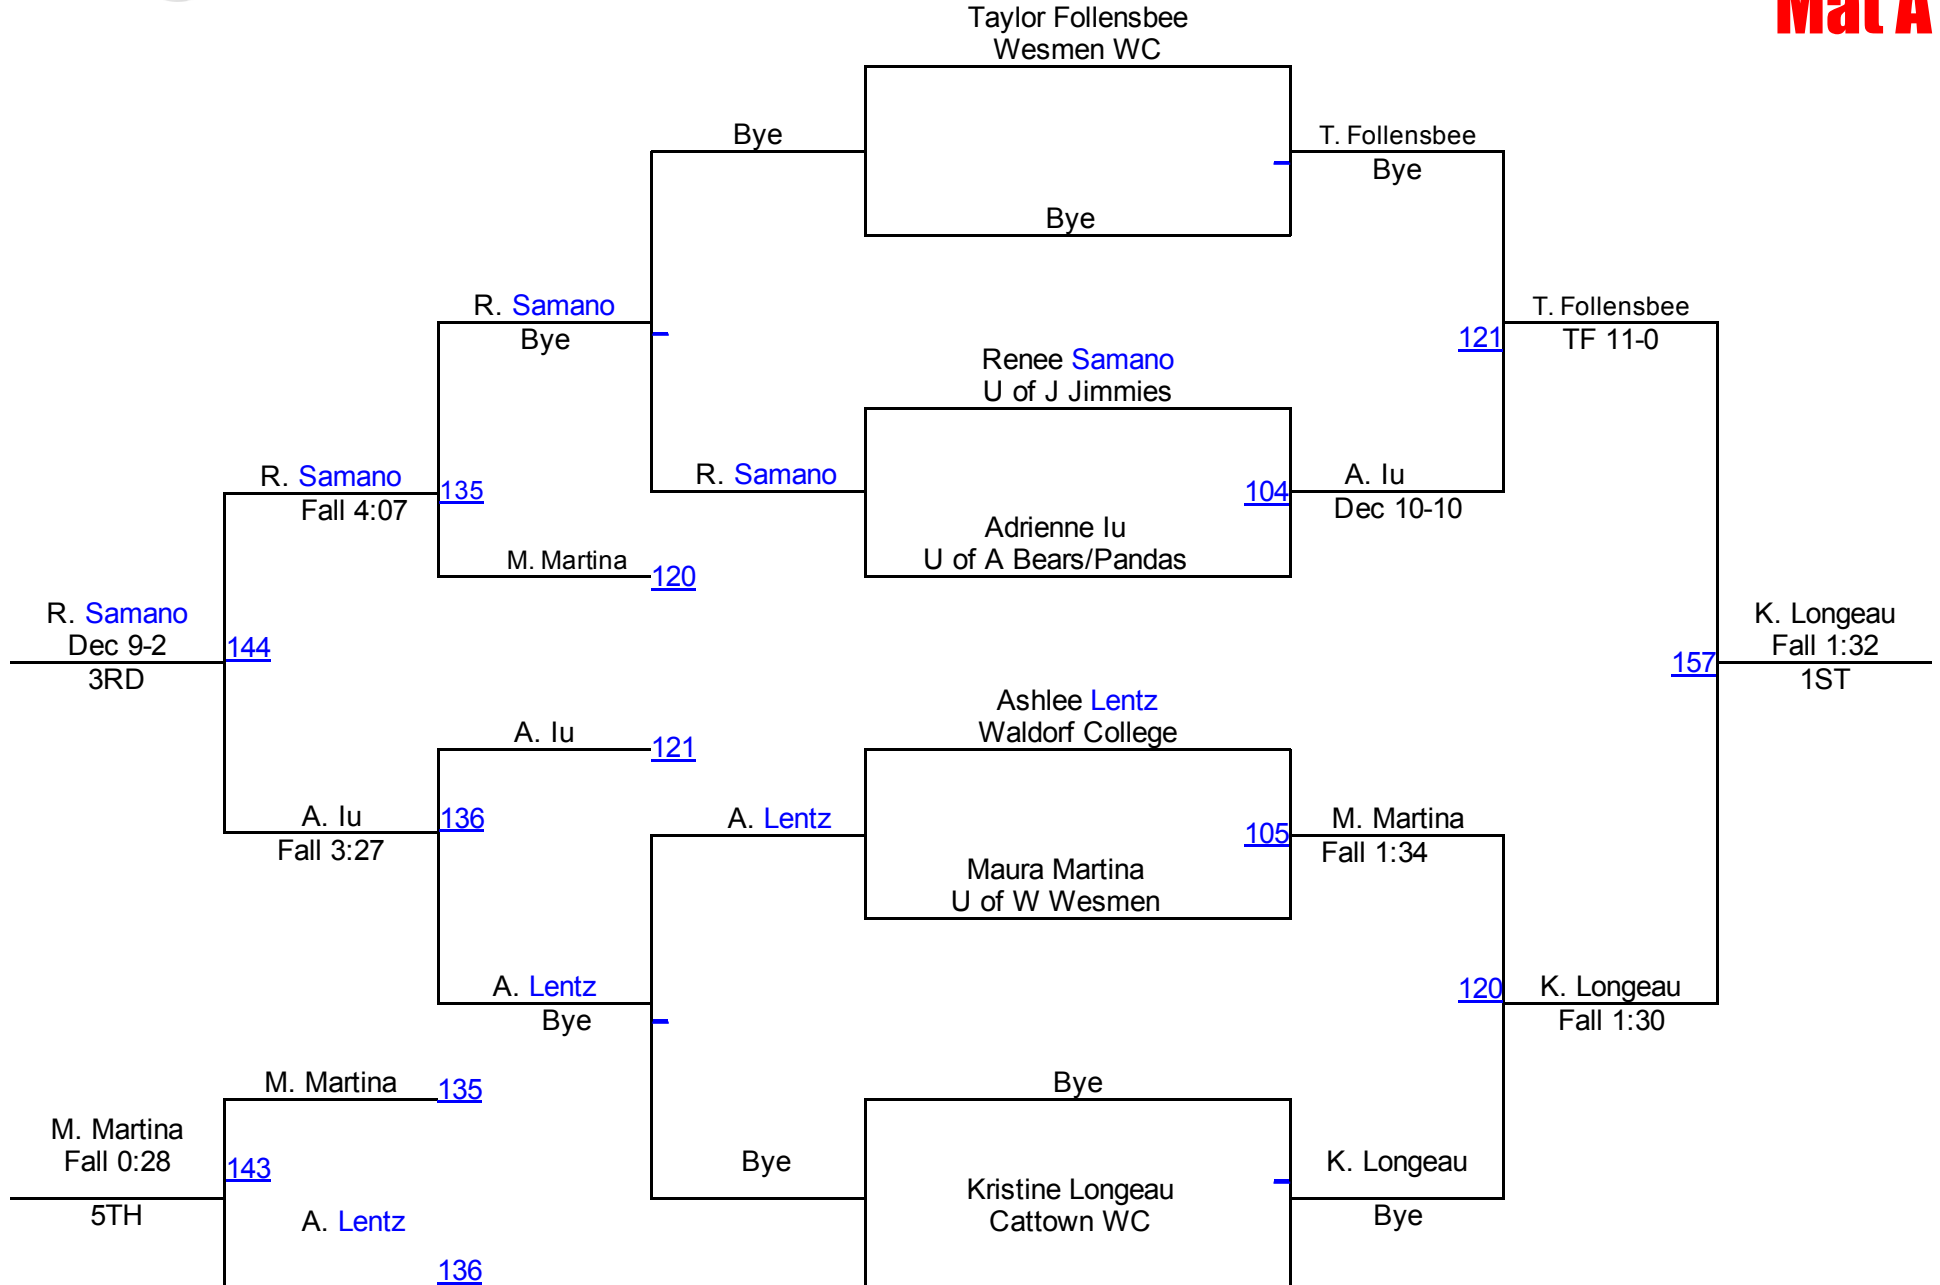 Mat A
Taylor Follensbee
Wesmen WC
Bye
T. Follensbee
Bye
Bye
R. Samano
Bye
T. Follensbee
TF 11-0
121
Renee Samano
U of J Jimmies
R. Samano
Fall 4:07
135
R. Samano
104
A. Iu
Dec 10-10
Adrienne Iu
U of A Bears/Pandas
M. Martina
120
R. Samano
Dec 9-2
3RD
144
K. Longeau
Fall 1:32
1ST
157
Ashlee Lentz
Waldorf College
A. Iu
121
A. Iu
Fall 3:27
136
A. Lentz
105
M. Martina
Fall 1:34
Maura Martina
U of W Wesmen
A. Lentz
Bye
120
K. Longeau
Fall 1:30
M. Martina
135
Bye
M. Martina
Fall 0:28
5TH
143
Bye
K. Longeau
Bye
Kristine Longeau
Cattown WC
A. Lentz
136